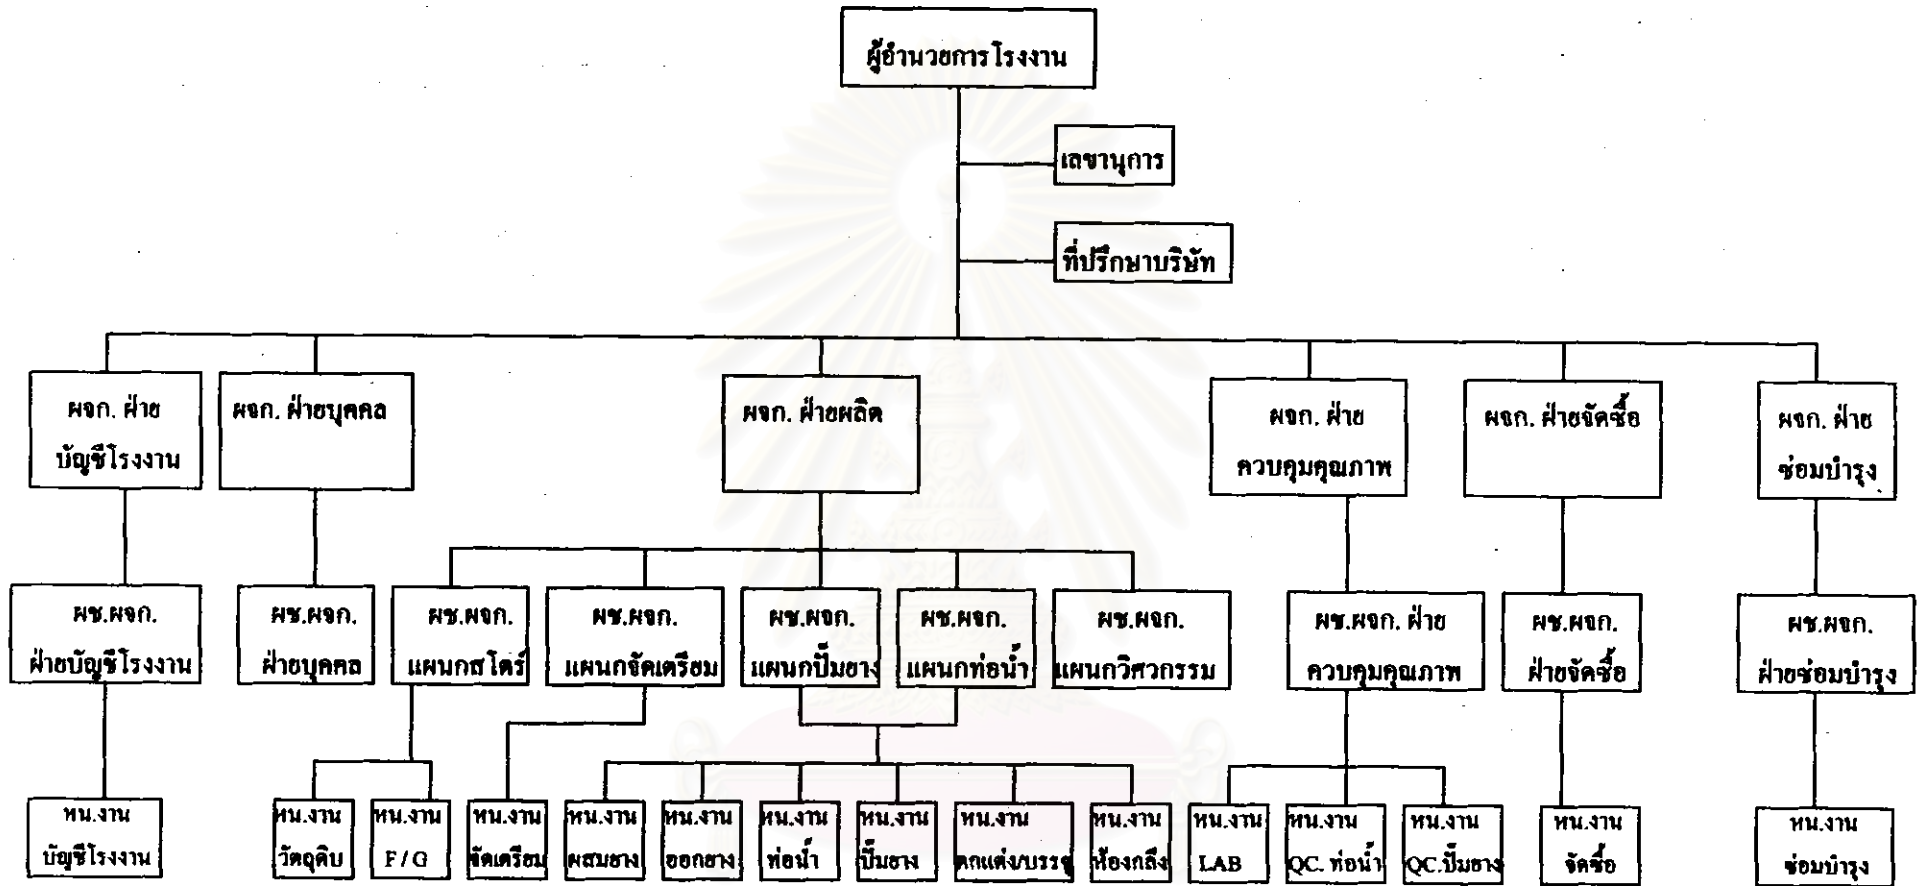 ผู้อำนวยการโรงงาน
เลขานุการ
ที่ปรึกษาบริษัท
ผจก. ฝ่าย
บัญชีโรงงาน
ผจก. ฝ่ายบุคคล
ผจก. ฝ่ายผลิต
ผจก. ฝ่าย
ควบคุมคุณภาพ
ผจก. ฝ่ายจัดซื้อ
ผจก. ฝ่าย
ซ่อมบำรุง
ผช.ผจก.
ฝ่ายบัญชีโรงงาน
ผช.ผจก.
ฝ่ายบุคคล
ผช.ผจก.
แผนกสโตร์
ผช.ผจก.
แผนกจัดเตรียม
ผช.ผจก.
แผนกปั๊มยาง
ผช.ผจก.
แผนกท่อน้ำ
ผช.ผจก.
แผนกวิศวกรรม
ผช.ผจก. ฝ่าย
ควบคุมคุณภาพ
ผช.ผจก.
ฝ่ายจัดซื้อ
ผช.ผจก.
ฝ่ายซ่อมบำรุง
หน.งาน
บัญชีโรงงาน
หน.งาน
วัตถุดิบ
หน.งาน
F/G
หน.งาน
จัดเตรียม
หน.งาน
ผสมยาง
หน.งาน
ออกยาง
หน.งาน
ท่อน้ำ
หน.งาน
ปั๊มยาง
หน.งาน
ตกแต่ง/บรรจุ
หน.งาน
ห้องกลึง
หน.งาน
LAB
หน.งาน
QC. ท่อน้ำ
หน.งาน
QC.ปั๊มยาง
หน.งาน
จัดซื้อ
หน.งาน
ซ่อมบำรุง